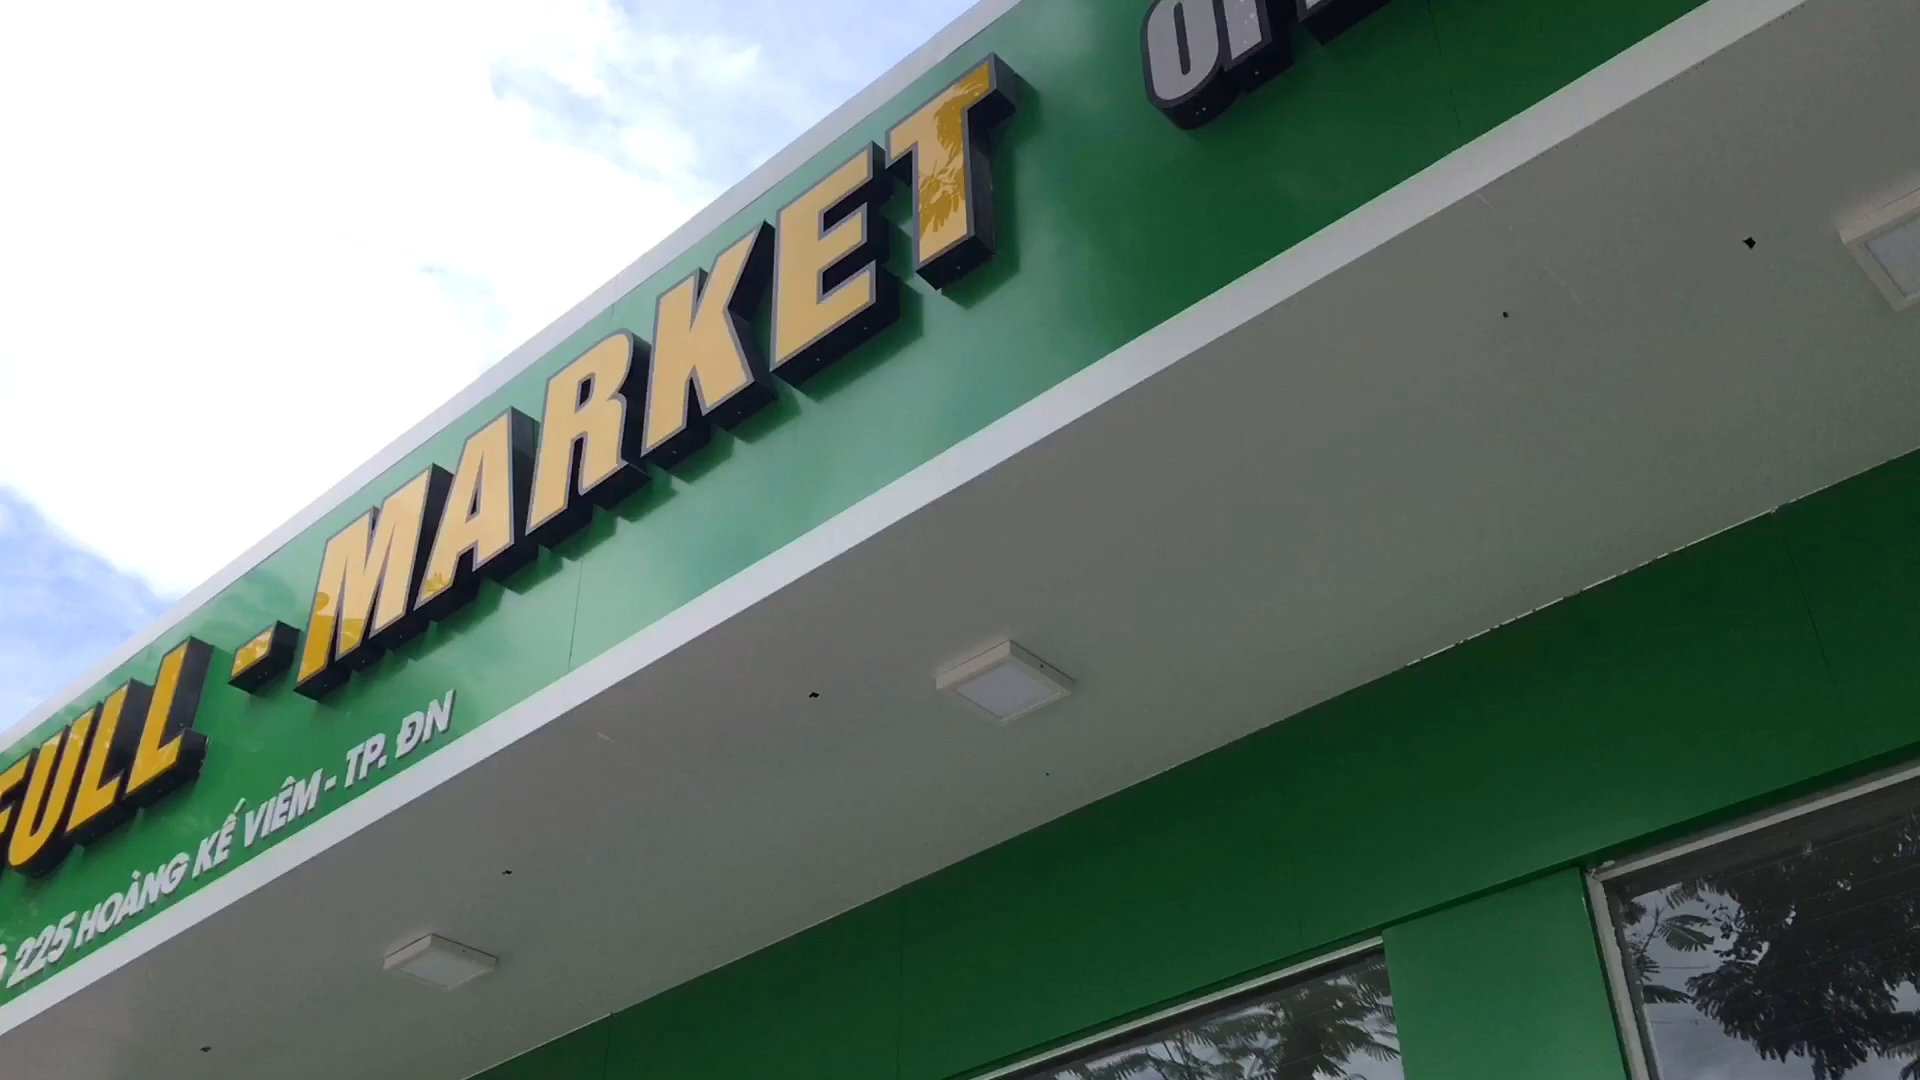 FULL - MARKET
225 HOÀNG KẾ VIÊM - TP. ĐN